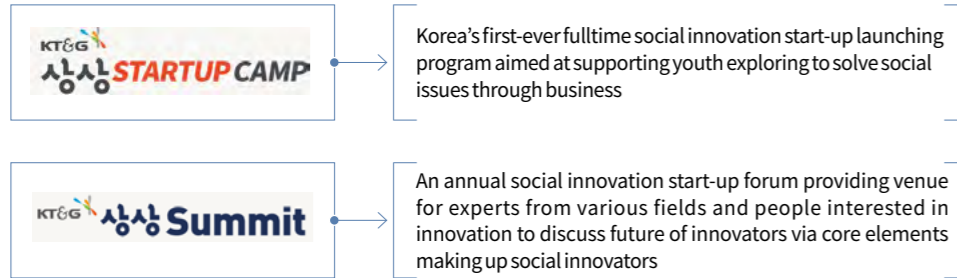 KT&G
상상 STARTUP CAMP
Korea's first-ever fulltime social innovation start-up launching
program aimed at supporting youth exploring to solve social
issues through business
KT&G 상상 Summit
An annual social innovation start-up forum providing venue
for experts from various fields and people interested in
innovation to discuss future of innovators via core elements
making up social innovators